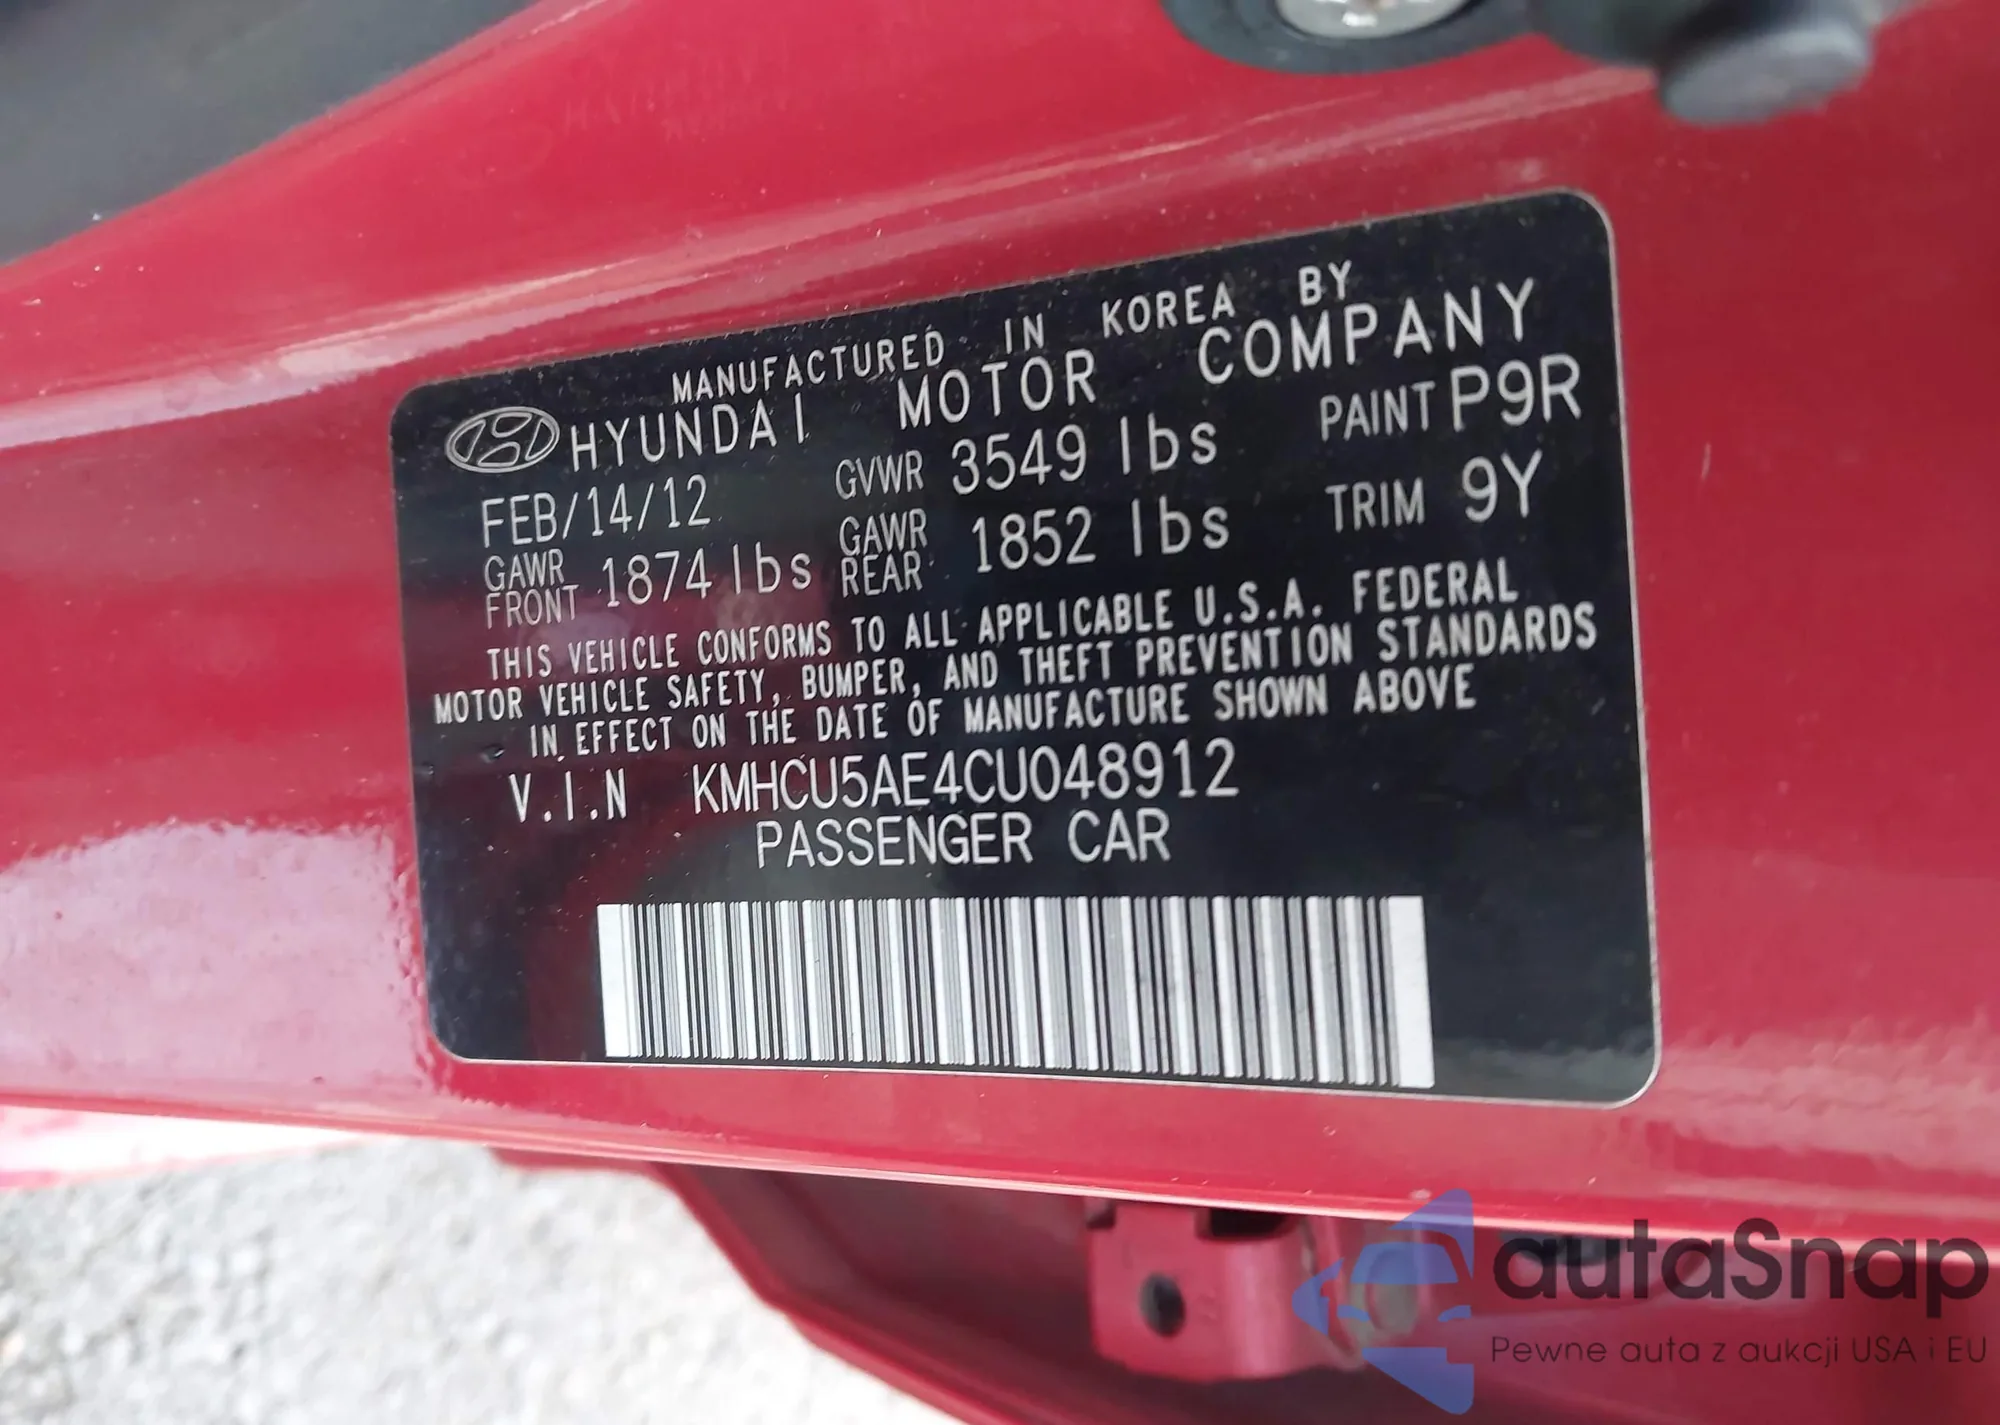 MANUFACTURED IN KOREA BY
HYUNDAI MOTOR COMPANY
FEB/14/12 GVWR 3549 lbs PAINT P9R
GAWR FRONT 1874 lbs GAWR REAR 1852 lbs TRIM 9Y
THIS VEHICLE CONFORMS TO ALL APPLICABLE U.S.A. FEDERAL
MOTOR VEHICLE SAFETY, BUMPER, AND THEFT PREVENTION STANDARDS
IN EFFECT ON THE DATE OF MANUFACTURE SHOWN ABOVE
V.I.N KMHCU5AE4CU048912
PASSENGER CAR
autaSnap
Pewne auta z aukcji USA i EU